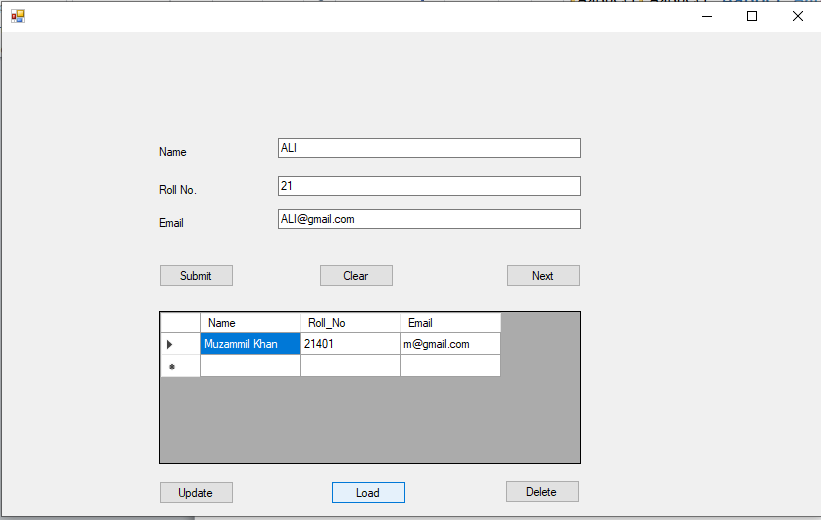 Name ALI
Roll No. 21
Email ALI@gmail.com
Submit Clear Next
Name Roll_No Email
Muzammil Khan 21401 m@gmail.com
Update Load Delete